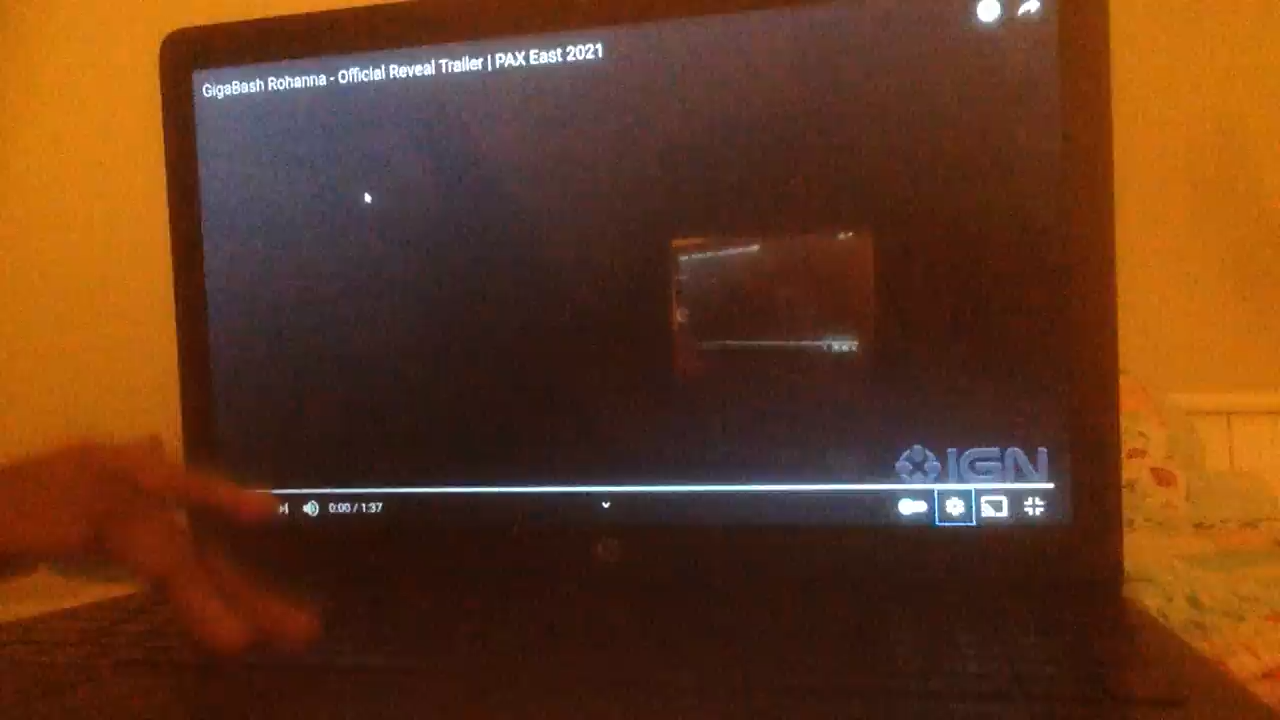 GigaBash Rohanna - Official Reveal Trailer | PAX East 2021
IGN
0:00 / 1:37